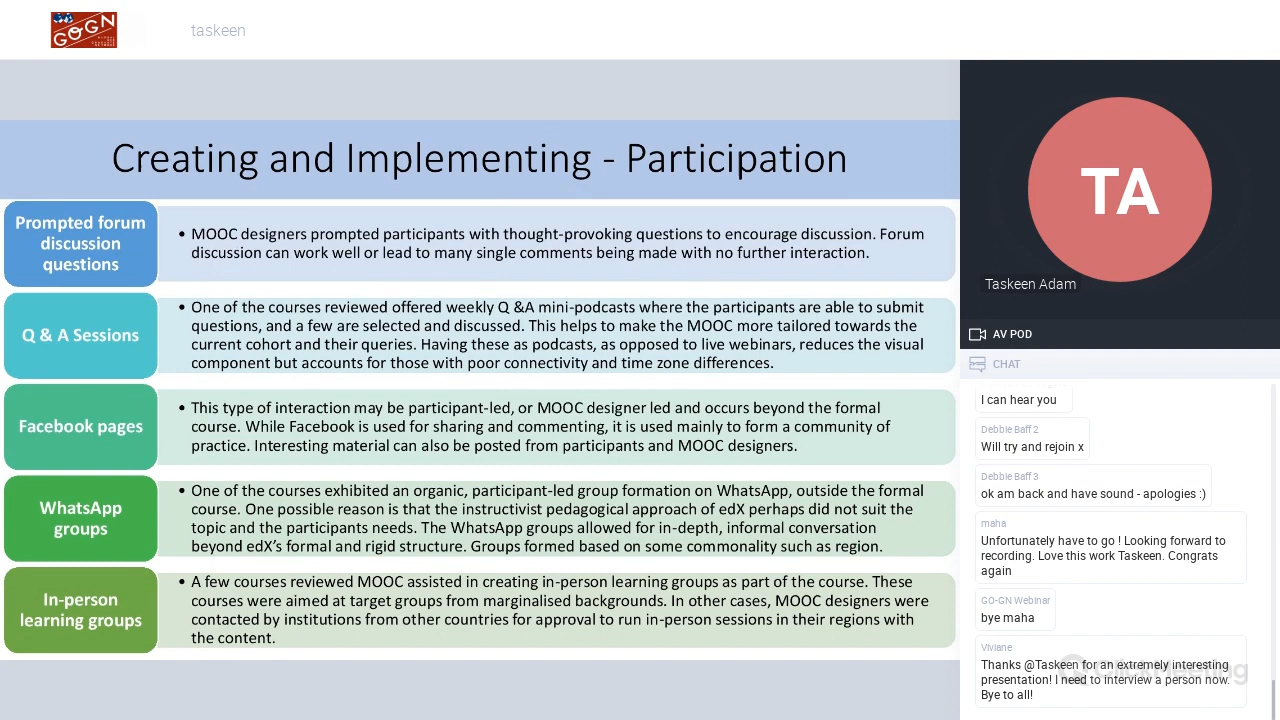 GOGN
taskeen
Creating and Implementing - Participation
Prompted forum
discussion
questions
• MOOC designers prompted participants with thought-provoking questions to encourage discussion. Forum
discussion can work well or lead to many single comments being made with no further interaction.
Q & A Sessions
• One of the courses reviewed offered weekly Q &A mini-podcasts where the participants are able to submit
questions, and a few are selected and discussed. This helps to make the MOOC more tailored towards the
current cohort and their queries. Having these as podcasts, as opposed to live webinars, reduces the visual
component but accounts for those with poor connectivity and time zone differences.
Facebook pages
• This type of interaction may be participant-led, or MOOC designer led and occurs beyond the formal
course. While Facebook is used for sharing and commenting, it is used mainly to form a community of
practice. Interesting material can also be posted from participants and MOOC designers.
WhatsApp
groups
• One of the courses exhibited an organic, participant-led group formation on WhatsApp, outside the formal
course. One possible reason is that the instructivist pedagogical approach of edX perhaps did not suit the
topic and the participants needs. The WhatsApp groups allowed for in-depth, informal conversation
beyond edX’s formal and rigid structure. Groups formed based on some commonality such as region.
In-person
learning groups
• A few courses reviewed MOOC assisted in creating in-person learning groups as part of the course. These
courses were aimed at target groups from marginalised backgrounds. In other cases, MOOC designers were
contacted by institutions from other countries for approval to run in-person sessions in their regions with
the content.
TA
Taskeen Adam
AV POD
CHAT
I can hear you
Debbie Baff 2
Will try and rejoin x
Debbie Baff 3
ok am back and have sound - apologies :)
maha
Unfortunately have to go ! Looking forward to
recording. Love this work Taskeen. Congrats
again
GO-GN Webinar
bye maha
Viviane
Thanks @Taskeen for an extremely interesting
presentation! I need to interview a person now.
Bye to all!
ClickMeeting